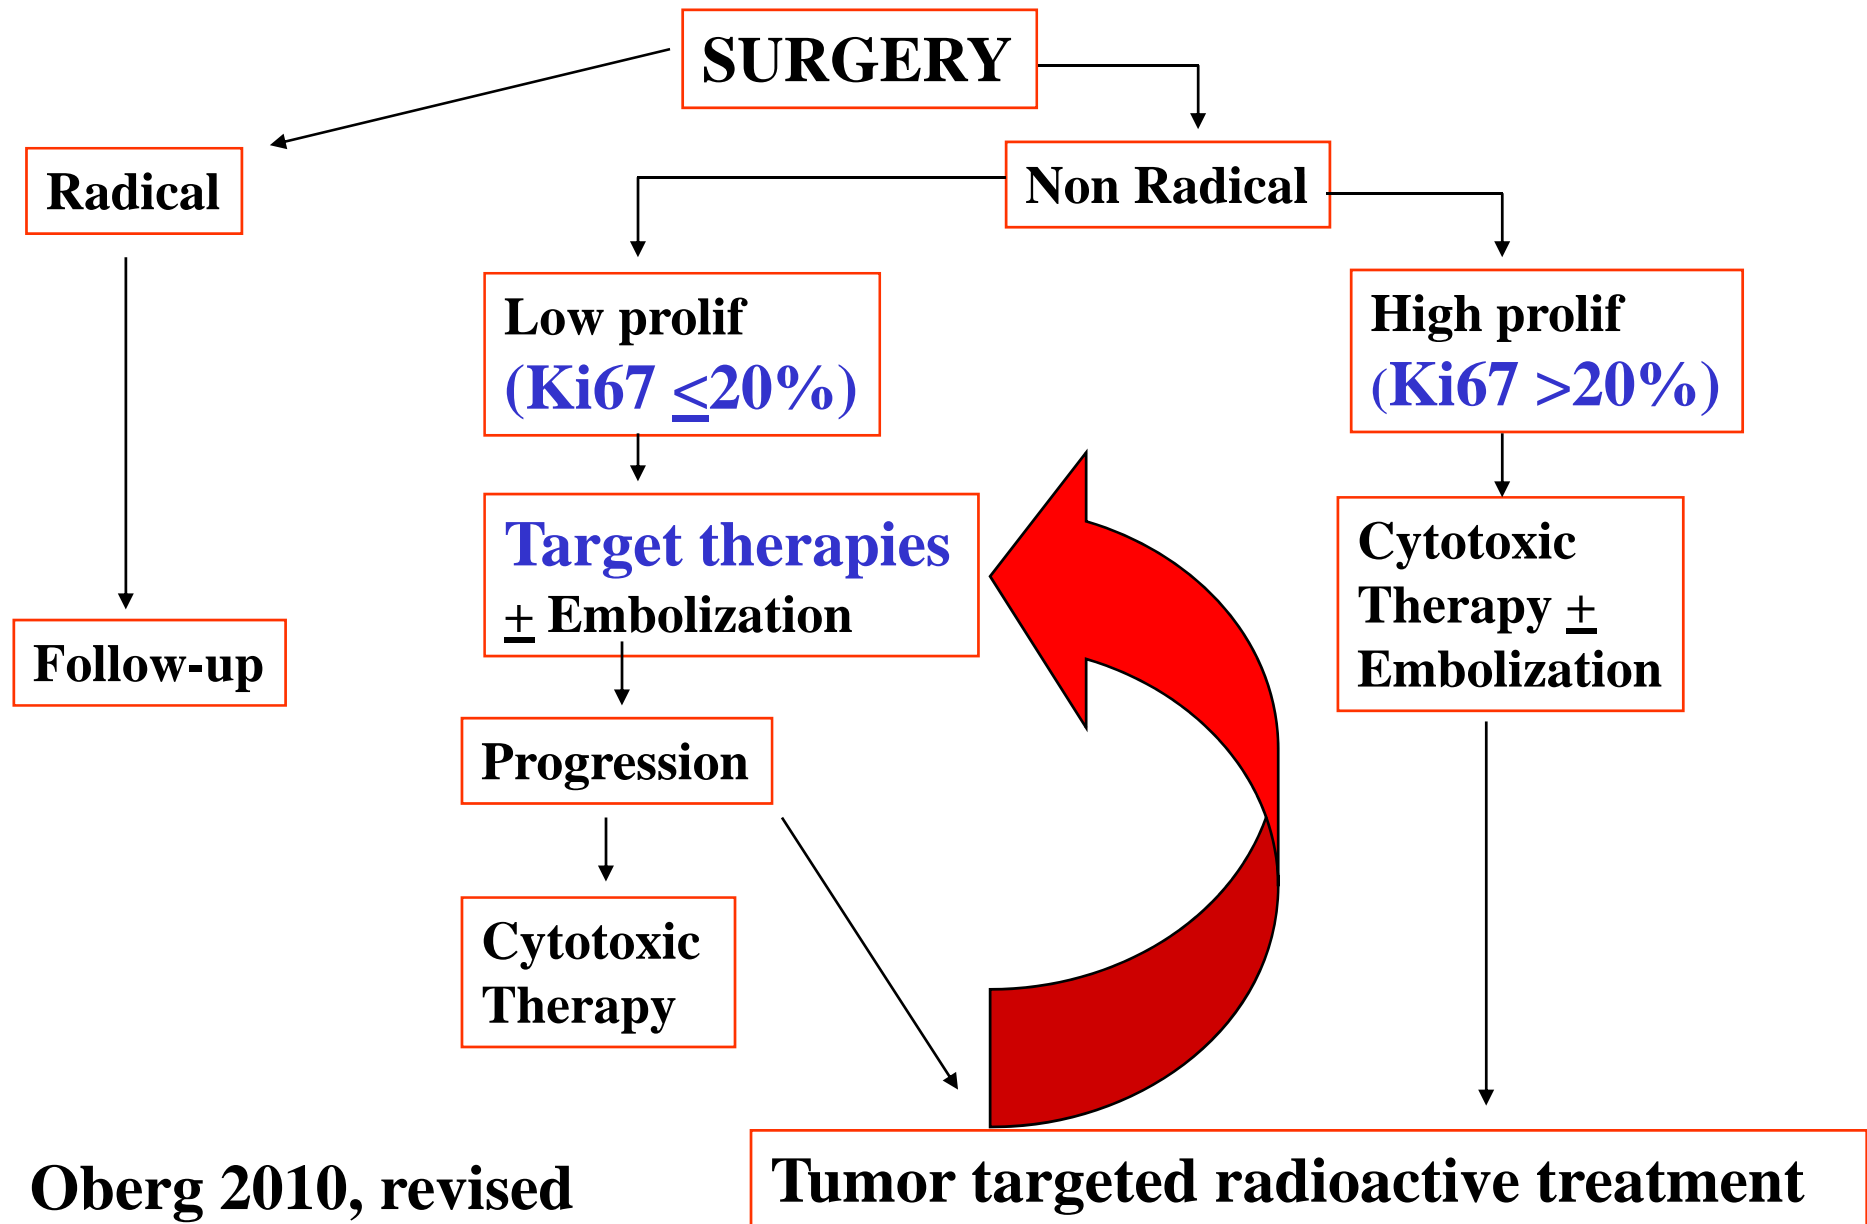 SURGERY
Radical
Non Radical
Low prolif
(Ki67 ≤20%)
High prolif
(Ki67 >20%)
Target therapies
± Embolization
Cytotoxic
Therapy ±
Embolization
Follow-up
Progression
Cytotoxic
Therapy
Oberg 2010, revised
Tumor targeted radioactive treatment